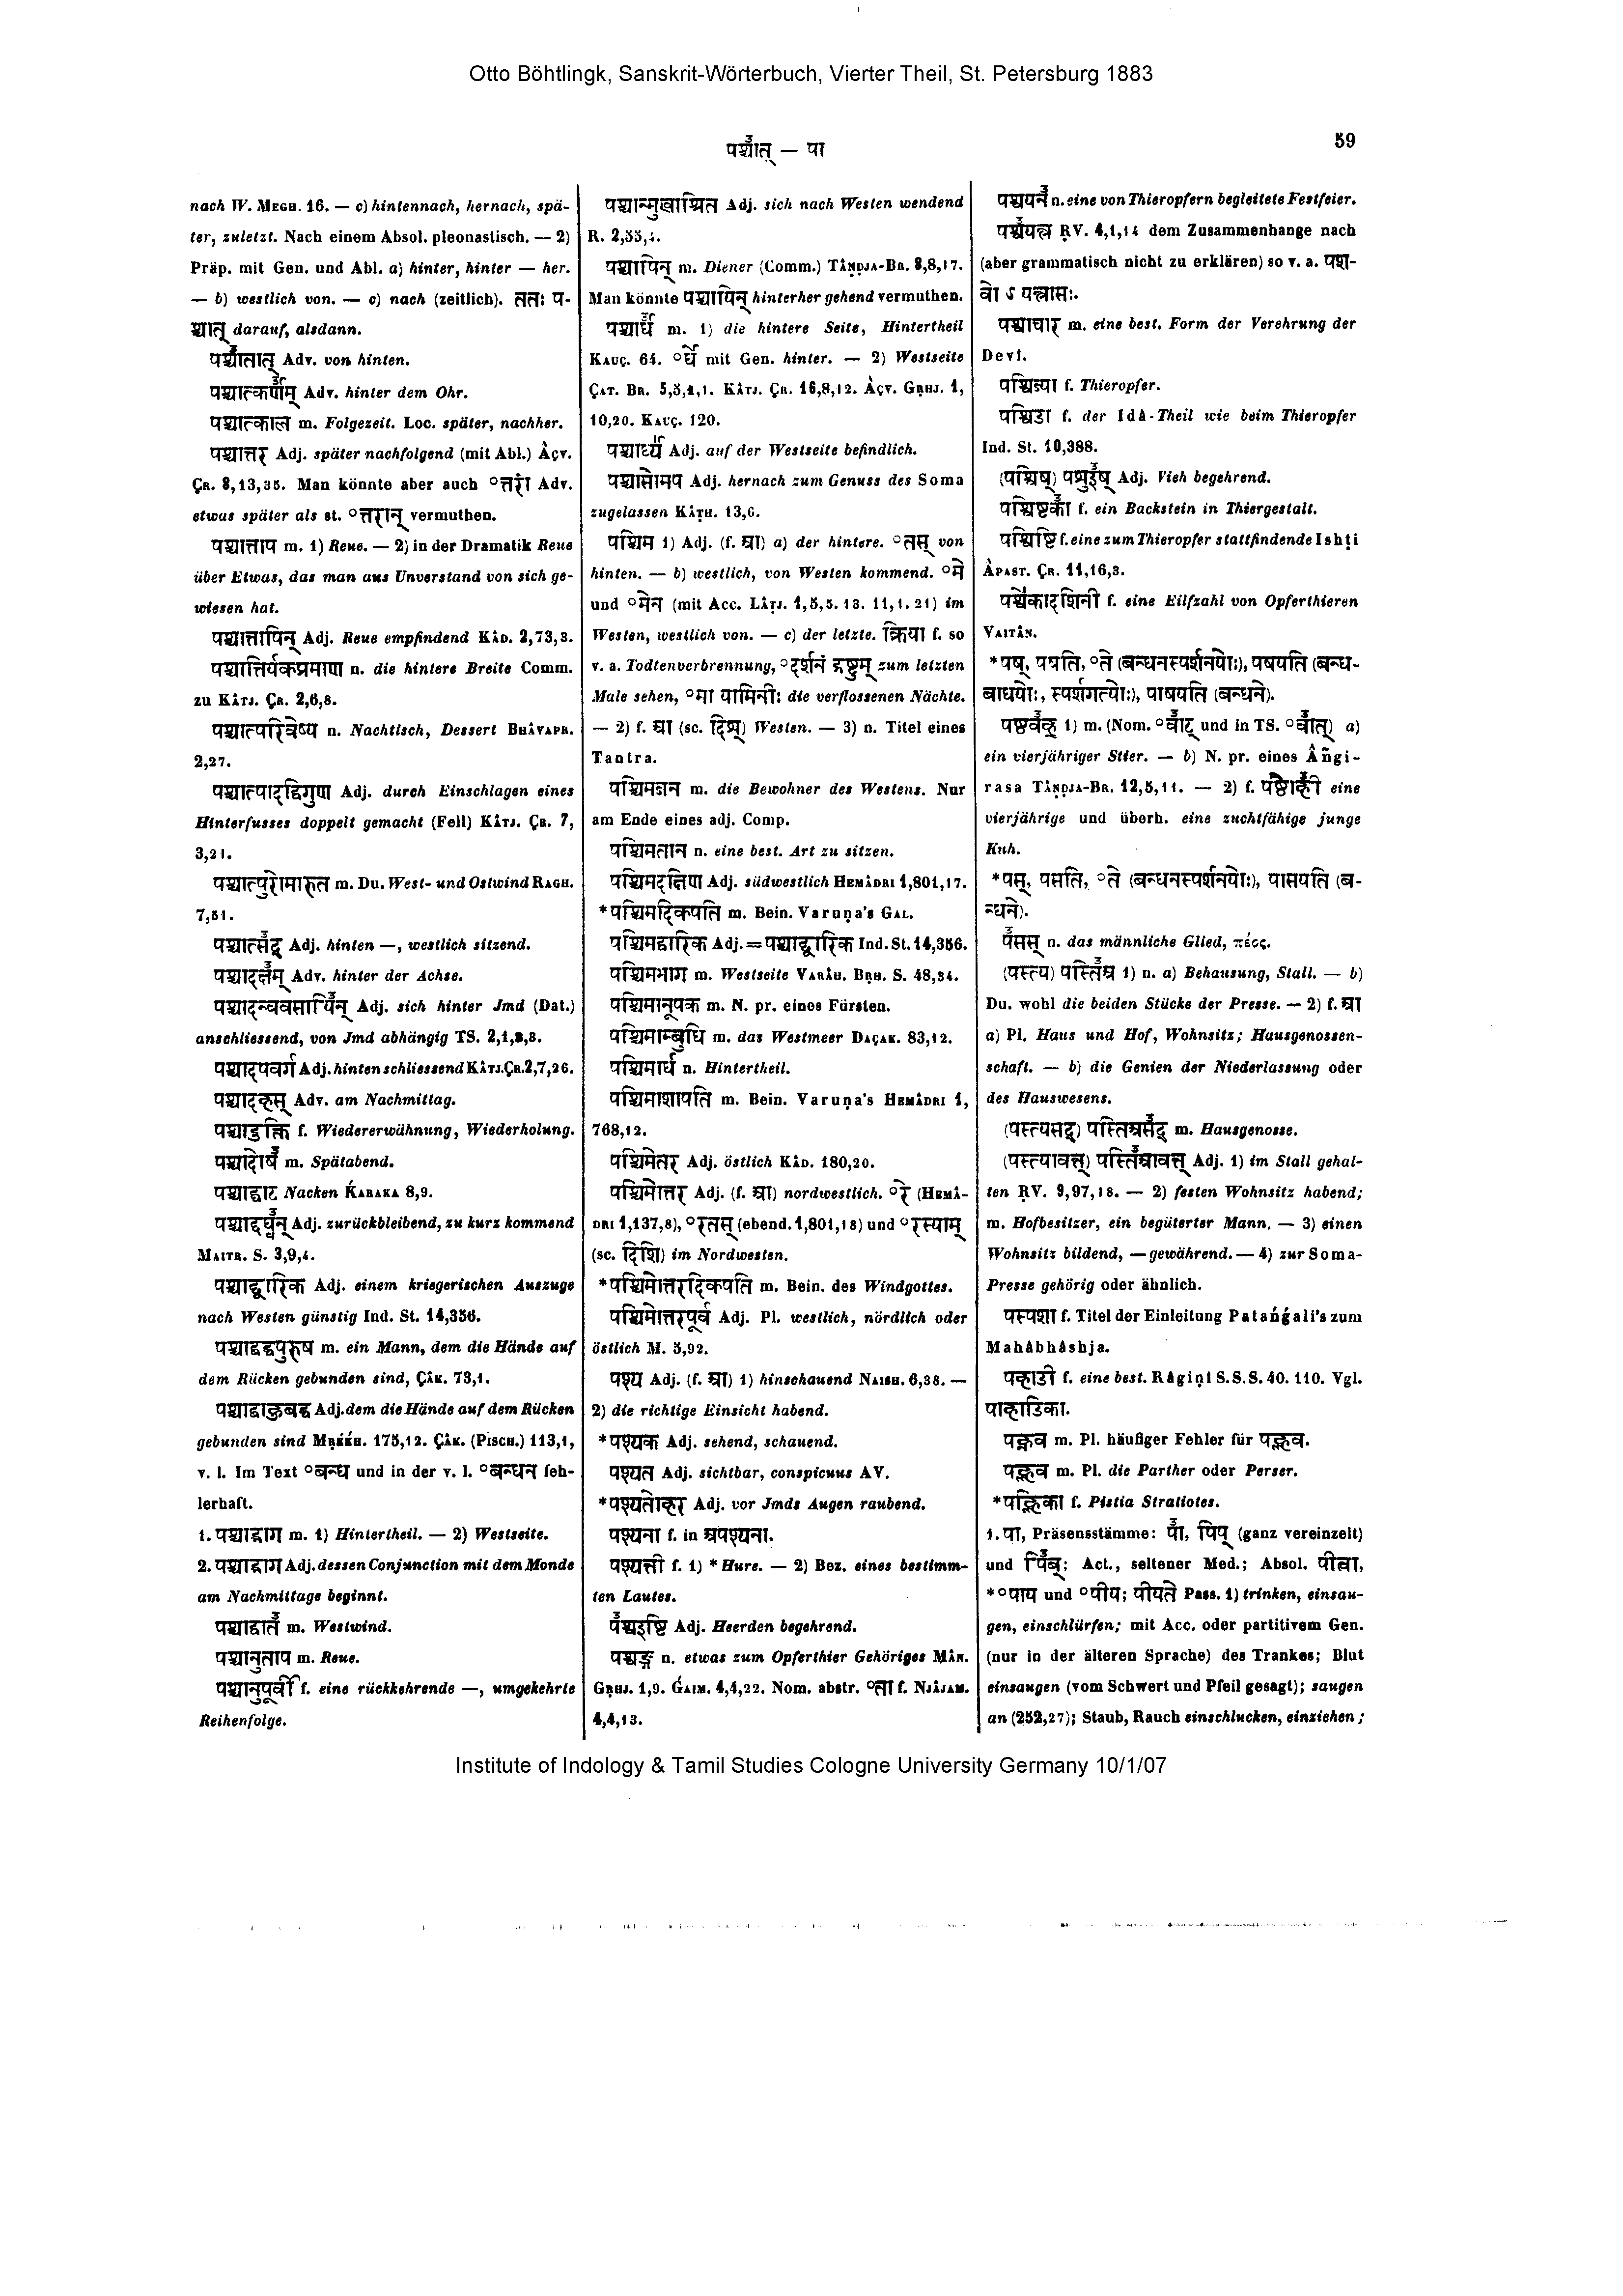 Otto Böhtlingk, Sanskrit-Wörterbuch, Vierter Theil, St. Petersburg 1883
पश्चात् — पा
59
nach W. MEGH. 16. — c) hintennach, hernach, spä-
ter, zuletzt. Nach einem Absol. pleonastisch. — 2)
Präp. mit Gen. und Abl. a) hinter, hinter — her.
— b) westlich von. — c) nach (zeitlich). ततः प-
श्चात् darauf, alsdann.
पश्चातात् Adv. von hinten.
पश्चात्कर्णम् Adv. hinter dem Ohr.
पश्चात्काल m. Folgezeit. Loc. später, nachher.
पश्चात्तर Adj. später nachfolgend (mit Abl.) ÂÇV.
ÇR. 8,13,35. Man könnte aber auch °त्तरां Adv.
etwas später als st. °त्तरान् vermuthen.
पश्चात्ताप m. 1) Reue. — 2) in der Dramatik Reue
über Etwas, das man aus Unverstand von sich ge-
wiesen hat.
पश्चात्तापिन् Adj. Reue empfindend KÂD. 2,73,3.
पश्चात्तिर्यक्प्रमाण n. die hintere Breite Comm.
zu KÂTJ. ÇR. 2,6,8.
पश्चात्परिवेष्य n. Nachtisch, Dessert BHÂVAPR.
2,27.
पश्चात्पादद्विगुण Adj. durch Einschlagen eines
Hinterfusses doppelt gemacht (Fell) KÂTJ. ÇR. 7,
3,21.
पश्चात्पुरोमारुत m. Du. West- und Ostwind RAGH.
7,51.
पश्चात्सद् Adj. hinten —, westlich sitzend.
पश्चादक्षम् Adv. hinter der Achse.
पश्चादन्ववसायिन् Adj. sich hinter Jmd (Dat.)
anschliessend, von Jmd abhängig TS. 2,1,2,3.
पश्चादपवर्ग Adj. hinten schliessend KÂTJ.ÇR.2,7,26.
पश्चादह्नस् Adv. am Nachmittag.
पश्चादुक्ति f. Wiedererwähnung, Wiederholung.
पश्चाद्दोष m. Spätabend.
पश्चाद्घाट Nacken ḰARAKA 8,9.
पश्चाद्दघ्वन् Adj. zurückbleibend, zu kurz kommend
MAITR. S. 3,9,4.
पश्चाद्द्वारिक Adj. einem kriegerischen Auszuge
nach Westen günstig Ind. St. 14,356.
पश्चाद्बद्धपुरुष m. ein Mann, dem die Hände auf
dem Rücken gebunden sind, ÇÂK. 73,1.
पश्चाद्बाहुबद्ध Adj. dem die Hände auf dem Rücken
gebunden sind MṚḰḰH. 175,12. ÇÂK. (PISCH.) 113,1,
v. l. Im Text °बन्ध und in der v. l. °बन्धन feh-
lerhaft.
1. पश्चाद्भाग m. 1) Hintertheil. — 2) Westseite.
2. पश्चाद्भाग Adj. dessen Conjunction mit dem Monde
am Nachmittage beginnt.
पश्चाद्वात m. Westwind.
पश्चानुताप m. Reue.
पश्चानुपूर्वी f. eine rückkehrende —, umgekehrte
Reihenfolge.
पश्चान्मुखाश्रित Adj. sich nach Westen wendend
R. 2,35,4.
पश्चापिन् m. Diener (Comm.) TÂṆḌJA-BR. 8,8,17.
Man könnte पश्चायिन् hinterher gehend vermuthen.
पश्चार्ध m. 1) die hintere Seite, Hintertheil
KAUÇ. 64. °र्धे mit Gen. hinter. — 2) Westseite
ÇAT. BR. 5,3,1,1. KÂTJ. ÇR. 16,8,12. ÂÇV. GṚHJ. 1,
10,20. KAUÇ. 120.
पश्चार्ध्य Adj. auf der Westseite befindlich.
पश्चासोमप Adj. hernach zum Genuss des Soma
zugelassen KÂṬH. 13,6.
पश्चिम 1) Adj. (f. आ) a) der hintere. °तस् von
hinten. — b) westlich, von Westen kommend. °मे
und °मेन (mit Acc. LÂṬJ. 1,5,5. 13. 11,1. 21) im
Westen, westlich von. — c) der letzte. क्रिया f. so
v. a. Todtenverbrennung, °दर्शनं द्रष्टुम् zum letzten
Male sehen, °मा यामिनीः die verflossenen Nächte.
— 2) f. आ (sc. दिश्) Westen. — 3) n. Titel eines
Tantra.
पश्चिमजन m. die Bewohner des Westens. Nur
am Ende eines adj. Comp.
पश्चिमतान n. eine best. Art zu sitzen.
पश्चिमदक्षिण Adj. südwestlich HEMÂDRI 1,801,17.
*पश्चिमदिक्पति m. Bein. Varuṇa's GAL.
पश्चिमद्वारिक Adj. = पश्चाद्द्वारिक Ind. St. 14,356.
पश्चिमभाग m. Westseite VARÂH. BṚH. S. 48,34.
पश्चिमानूपक m. N. pr. eines Fürsten.
पश्चिमाम्बुधि m. das Westmeer DAÇAK. 83,12.
पश्चिमार्ध n. Hintertheil.
पश्चिमाशापति m. Bein. Varuṇa's HEMÂDRI 1,
768,12.
पश्चिमेतर Adj. östlich KÂD. 180,20.
पश्चिमोत्तर Adj. (f. आ) nordwestlich. °रे (HEMÂ-
DRI 1,137,8), °रतस् (ebend. 1,801,18) und °रस्याम्
(sc. दिशि) im Nordwesten.
*पश्चिमोत्तरदिक्पति m. Bein. des Windgottes.
पश्चिमोत्तरपूर्व Adj. Pl. westlich, nördlich oder
östlich M. 3,92.
पश्य Adj. (f. आ) 1) hinschauend NAISH. 6,38. —
2) die richtige Einsicht habend.
*पश्यक Adj. sehend, schauend.
पश्यत Adj. sichtbar, conspicuus AV.
*पश्यतोहर Adj. vor Jmds Augen raubend.
पश्यना f. in अपश्यना.
पश्यन्ती f. 1) * Hure. — 2) Bez. eines bestimm-
ten Lautes.
पश्वइष्टि Adj. Heerden begehrend.
पश्वङ्ग n. etwas zum Opferthier Gehöriges MÂN.
GṚHJ. 1,9. ǴAIM. 4,4,22. Nom. abstr. °ता f. NJÂJAM.
4,4,13.
पश्वयन n. eine von Thieropfern begleitete Festfeier.
पश्वयन्त्र ṚV. 4,1,14 dem Zusammenhange nach
(aber grammatisch nicht zu erklären) so v. a. पश-
वो ऽ यन्त्रासः.
पश्वाचार m. eine best. Form der Verehrung der
Devî.
पश्विज्या f. Thieropfer.
पश्विडा f. der Iḍâ-Theil wie beim Thieropfer
Ind. St. 10,388.
(पश्विष्) पशुइष् Adj. Vieh begehrend.
पश्विष्टका f. ein Backstein in Thiergestalt.
पश्विष्टि f. eine zum Thieropfer stattfindende Ishṭi
ÂPAST. ÇR. 11,16,3.
पश्वेकादशिनी f. eine Eilfzahl von Opferthieren
VAITÂN.
*पष्, पषति, °ते (बन्धनस्पर्शनयोः), पषयति (बन्ध-
बाधयोः, स्पर्शगत्योः), पाषयति (बन्धने).
पष्ठवह् 1) m. (Nom. °वाट् und in TS. °वात्) a)
ein vierjähriger Stier. — b) N. pr. eines Âñgi-
rasa TÂṆḌJA-BR. 12,5,11. — 2) f. पष्ठौही eine
vierjährige und überh. eine zuchtfähige junge
Kuh.
*पस्, पसति, °ते (बन्धनस्पर्शनयोः), पासयति (ब-
न्धने).
पसस् n. das männliche Glied, πέος.
(पस्त्य) पस्तिअ 1) n. a) Behausung, Stall. — b)
Du. wohl die beiden Stücke der Presse. — 2) f. आ
a) Pl. Haus und Hof, Wohnsitz; Hausgenossen-
schaft. — b) die Genien der Niederlassung oder
des Hauswesens.
(पस्त्यसद्) पस्तिअसद् m. Hausgenosse.
(पस्त्यावत्) पस्तिआवत् Adj. 1) im Stall gehal-
ten ṚV. 9,97,18. — 2) festen Wohnsitz habend;
m. Hofbesitzer, ein begüterter Mann. — 3) einen
Wohnsitz bildend, — gewährend. — 4) zur Soma-
Presse gehörig oder ähnlich.
पस्पशा f. Titel der Einleitung Patańǵali's zum
Mahâbhâshja.
पहाडी f. eine best. Râgiṇî S.S.S. 40. 110. Vgl.
पाहाडिका.
पह्नव m. Pl. häufiger Fehler für पह्लव.
पह्लव m. Pl. die Parther oder Perser.
*पह्लिका f. Pistia Stratiotes.
1. पा, Präsensstämme: पा, पिप् (ganz vereinzelt)
und पिब्; Act., seltener Med.; Absol. पीत्वा,
*°पाय und °पीय; पीयते Pass. 1) trinken, einsau-
gen, einschlürfen; mit Acc. oder partitivem Gen.
(nur in der älteren Sprache) des Trankes; Blut
einsaugen (vom Schwert und Pfeil gesagt); saugen
an (252,27); Staub, Rauch einschlucken, einziehen;
Institute of Indology & Tamil Studies Cologne University Germany 10/1/07